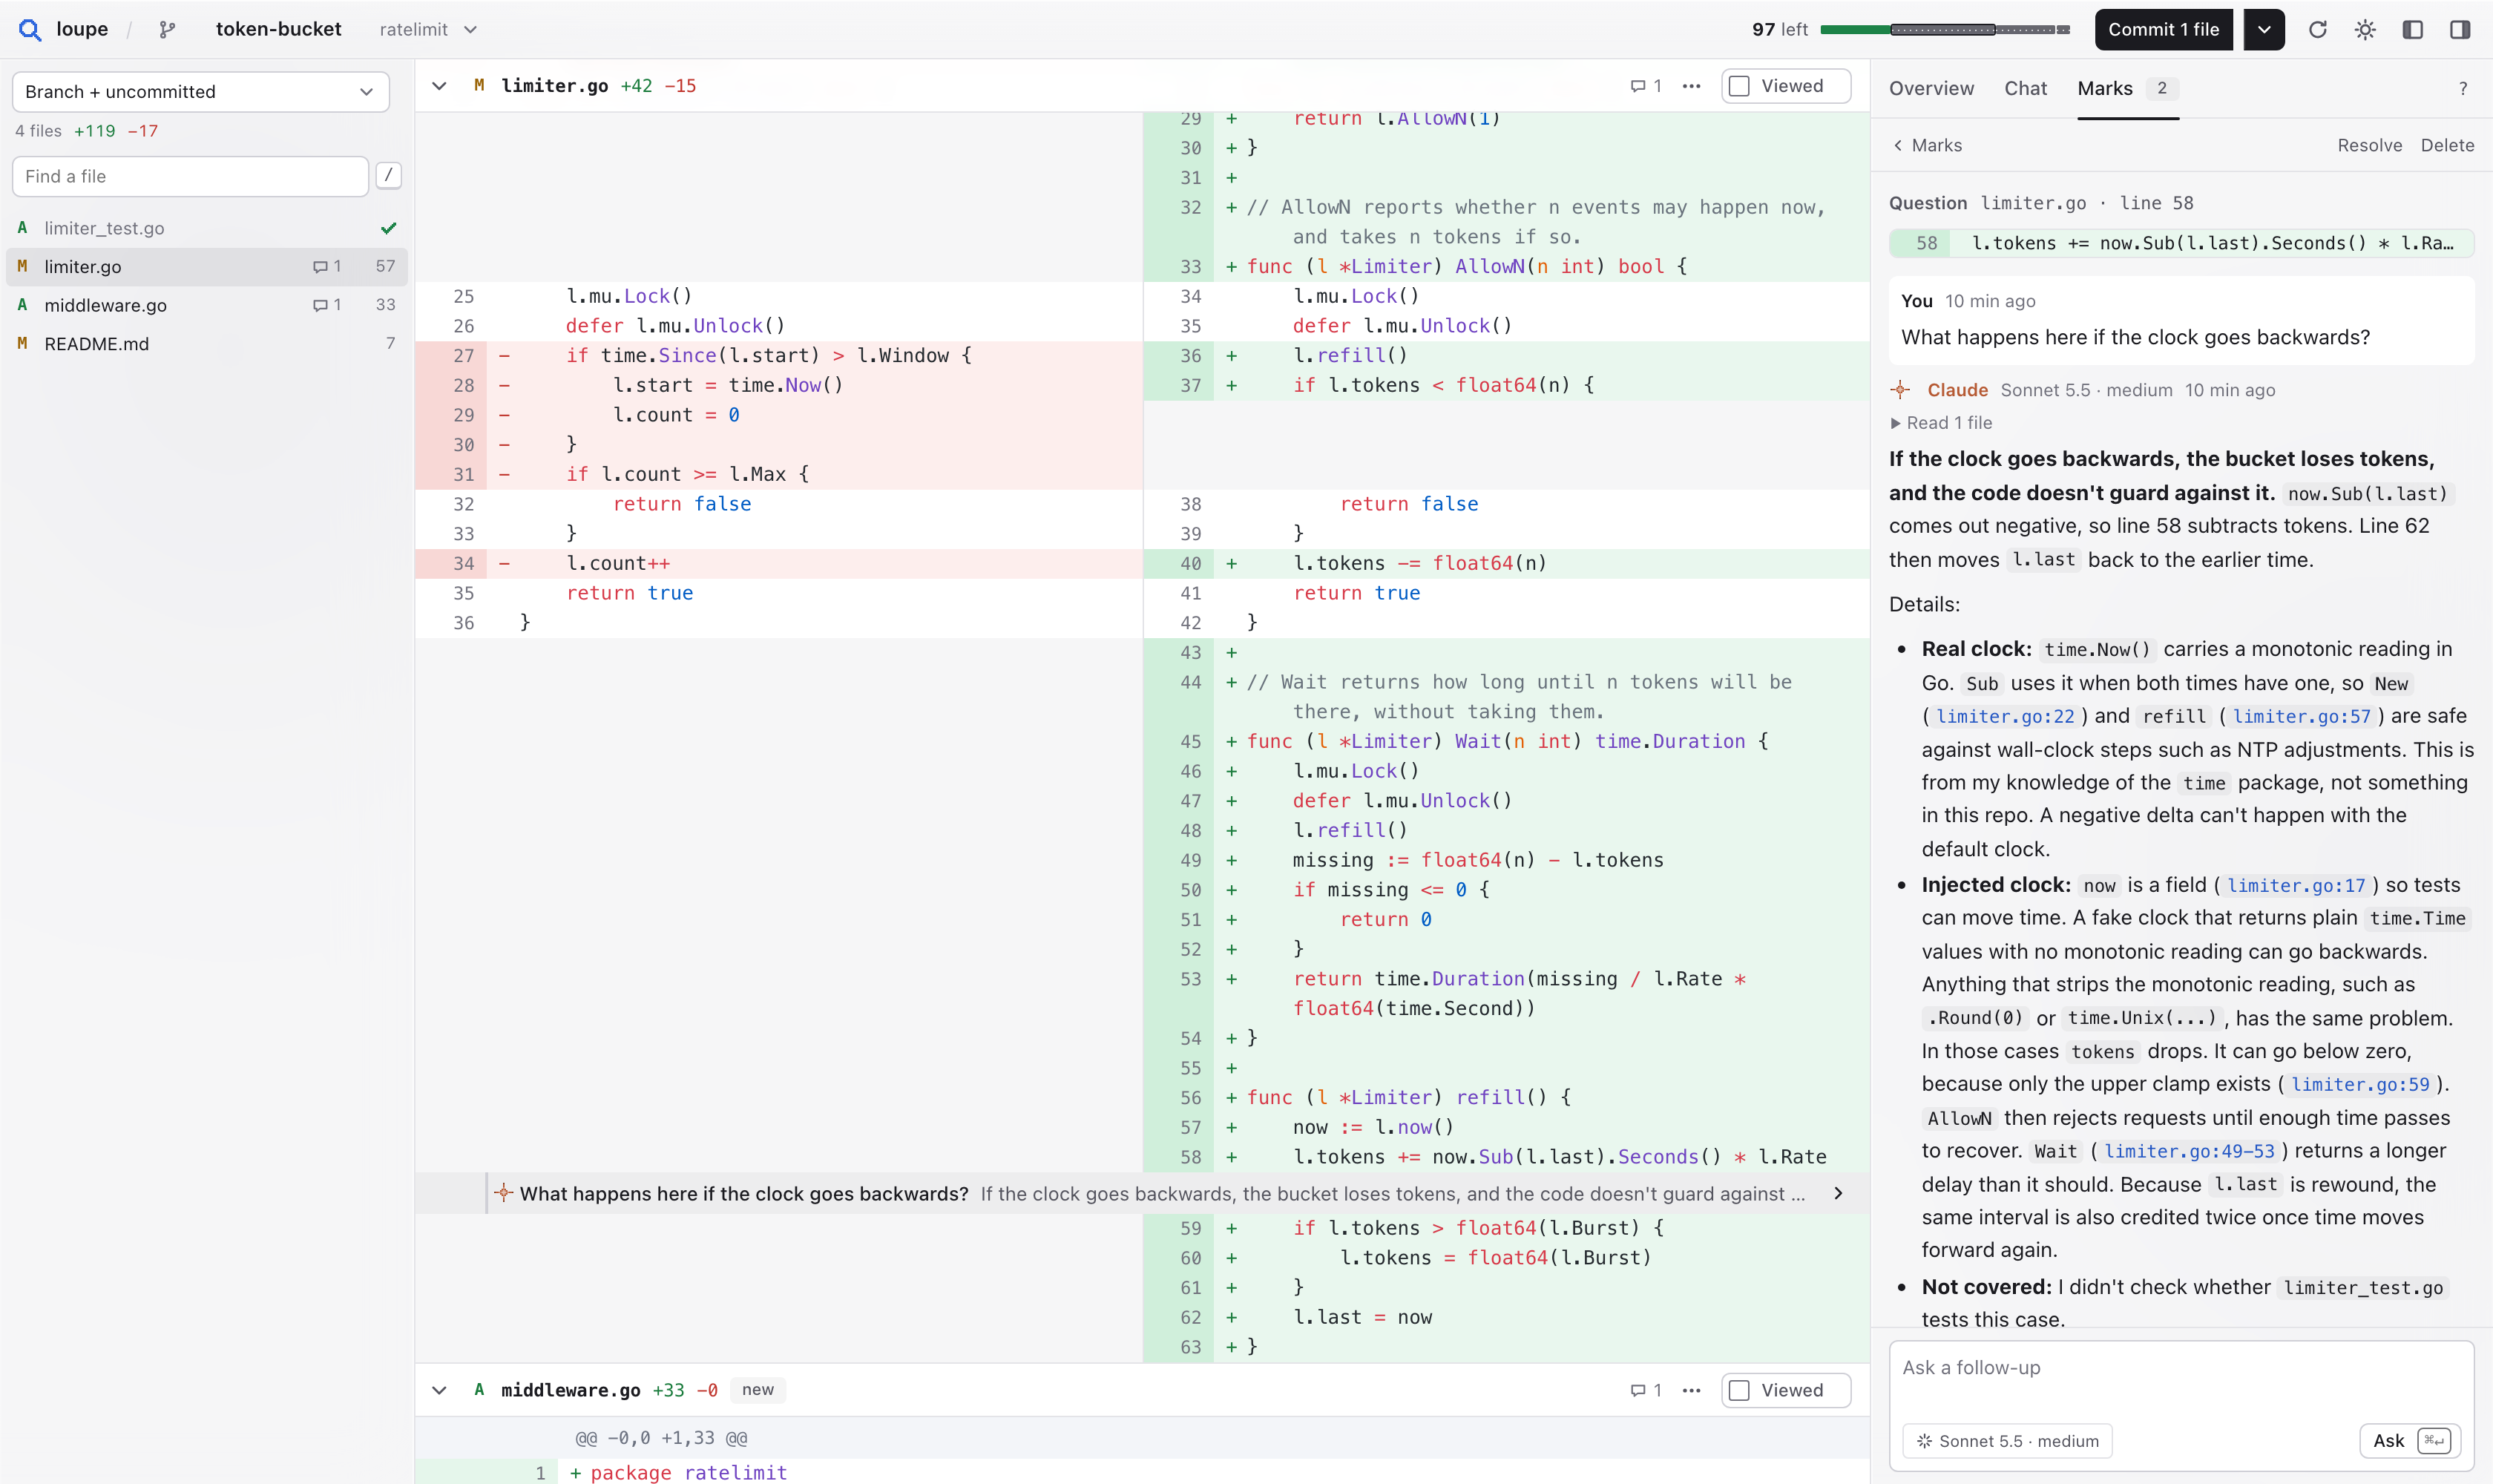 loupe / token-bucket ratelimit
97 left
Commit 1 file
Branch + uncommitted
4 files +119 −17
Find a file /
A limiter_test.go
M limiter.go 1 57
A middleware.go 1 33
M README.md 7
M limiter.go +42 −15 1 ... Viewed
29 + return l.AllowN(1)
30 + }
31 +
32 + // AllowN reports whether n events may happen now,
and takes n tokens if so.
33 + func (l *Limiter) AllowN(n int) bool {
25 l.mu.Lock() 34 l.mu.Lock()
26 defer l.mu.Unlock() 35 defer l.mu.Unlock()
27 − if time.Since(l.start) > l.Window { 36 + l.refill()
28 − l.start = time.Now() 37 + if l.tokens < float64(n) {
29 − l.count = 0
30 − }
31 − if l.count >= l.Max {
32 return false 38 return false
33 } 39 }
34 − l.count++ 40 + l.tokens −= float64(n)
35 return true 41 return true
36 } 42 }
43 +
44 + // Wait returns how long until n tokens will be
there, without taking them.
45 + func (l *Limiter) Wait(n int) time.Duration {
46 + l.mu.Lock()
47 + defer l.mu.Unlock()
48 + l.refill()
49 + missing := float64(n) − l.tokens
50 + if missing <= 0 {
51 + return 0
52 + }
53 + return time.Duration(missing / l.Rate *
float64(time.Second))
54 + }
55 +
56 + func (l *Limiter) refill() {
57 + now := l.now()
58 + l.tokens += now.Sub(l.last).Seconds() * l.Rate
What happens here if the clock goes backwards? If the clock goes backwards, the bucket loses tokens, and the code doesn't guard against ...
59 + if l.tokens > float64(l.Burst) {
60 + l.tokens = float64(l.Burst)
61 + }
62 + l.last = now
63 + }
A middleware.go +33 −0 new 1 ... Viewed
@@ −0,0 +1,33 @@
1 + package ratelimit
Overview Chat Marks 2 ?
Marks Resolve Delete
Question limiter.go · line 58
58 l.tokens += now.Sub(l.last).Seconds() * l.Ra…
You 10 min ago
What happens here if the clock goes backwards?
Claude Sonnet 5.5 · medium 10 min ago
Read 1 file
If the clock goes backwards, the bucket loses tokens,
and the code doesn't guard against it. now.Sub(l.last)
comes out negative, so line 58 subtracts tokens. Line 62
then moves l.last back to the earlier time.
Details:
• Real clock: time.Now() carries a monotonic reading in
Go. Sub uses it when both times have one, so New
(limiter.go:22) and refill (limiter.go:57) are safe
against wall-clock steps such as NTP adjustments. This is
from my knowledge of the time package, not something
in this repo. A negative delta can't happen with the
default clock.
• Injected clock: now is a field (limiter.go:17) so tests
can move time. A fake clock that returns plain time.Time
values with no monotonic reading can go backwards.
Anything that strips the monotonic reading, such as
.Round(0) or time.Unix(...), has the same problem.
In those cases tokens drops. It can go below zero,
because only the upper clamp exists (limiter.go:59).
AllowN then rejects requests until enough time passes
to recover. Wait (limiter.go:49–53) returns a longer
delay than it should. Because l.last is rewound, the
same interval is also credited twice once time moves
forward again.
• Not covered: I didn't check whether limiter_test.go
tests this case.
Ask a follow-up
Sonnet 5.5 · medium
Ask ⌘↵